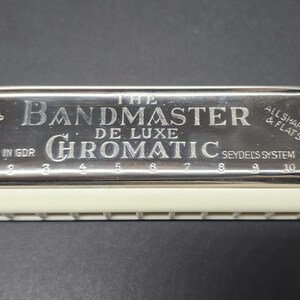 THE
BANDMASTER
DE LUXE
CHROMATIC
IN GDR
SEYDEL'S SYSTEM
ALL SHAR
& FLATS
2 3 4 5 6 7 8 9 10